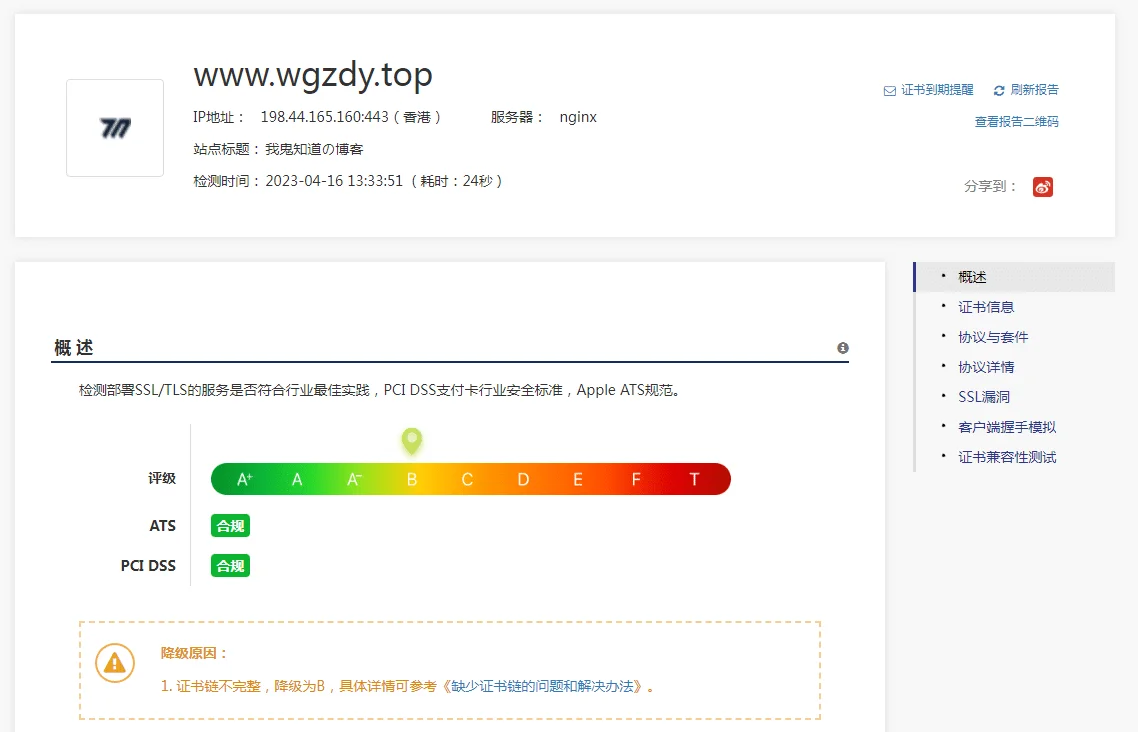 www.wgzdy.top
IP地址： 198.44.165.160:443 ( 香港 ) 服务器： nginx
站点标题：我鬼知道の博客
检测时间：2023-04-16 13:33:51 ( 耗时：24秒 )
证书到期提醒 刷新报告
查看报告二维码
分享到：
概 述
检测部署SSL/TLS的服务是否符合行业最佳实践，PCI DSS支付卡行业安全标准，Apple ATS规范。
评级 A+ A A- B C D E F T
ATS 合规
PCI DSS 合规
降级原因：
1. 证书链不完整，降级为B，具体详情可参考《缺少证书链的问题和解决办法》。
· 概述
· 证书信息
· 协议与套件
· 协议详情
· SSL漏洞
· 客户端握手模拟
· 证书兼容性测试